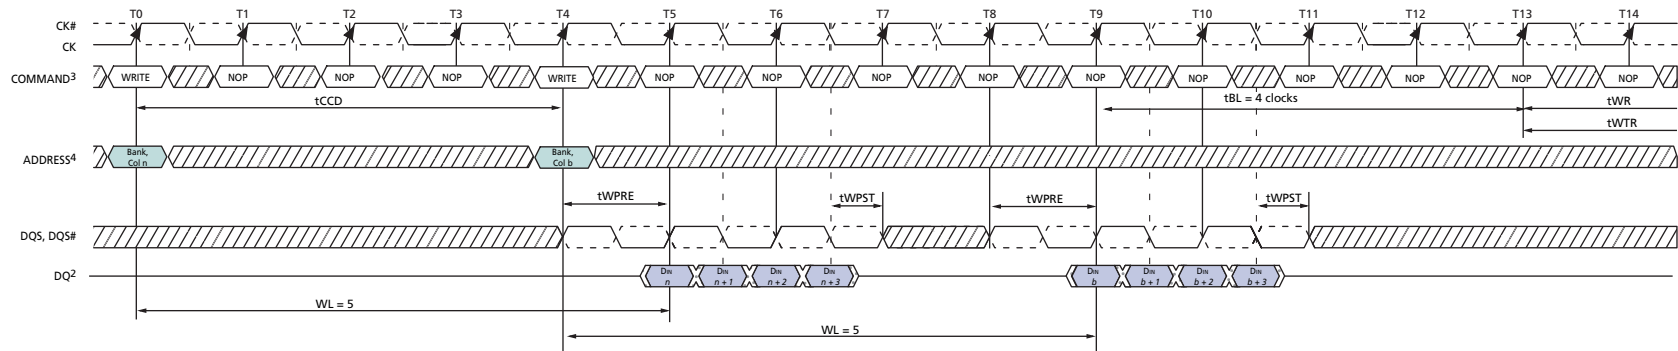 T0 T1 T2 T3 T4 T5 T6 T7 T8 T9 T10 T11 T12 T13 T14
CK#
CK
COMMAND3 WRITE NOP NOP NOP WRITE NOP NOP NOP NOP NOP NOP NOP NOP NOP NOP
tCCD tBL = 4 clocks tWR
tWTR
ADDRESS4 Bank, Col n Bank, Col b
tWPRE tWPST tWPRE tWPST
DQS, DQS#
DQ2 DIN n DIN n + 1 DIN n + 2 DIN n + 3 DIN b DIN b + 1 DIN b + 2 DIN b + 3
WL = 5
WL = 5